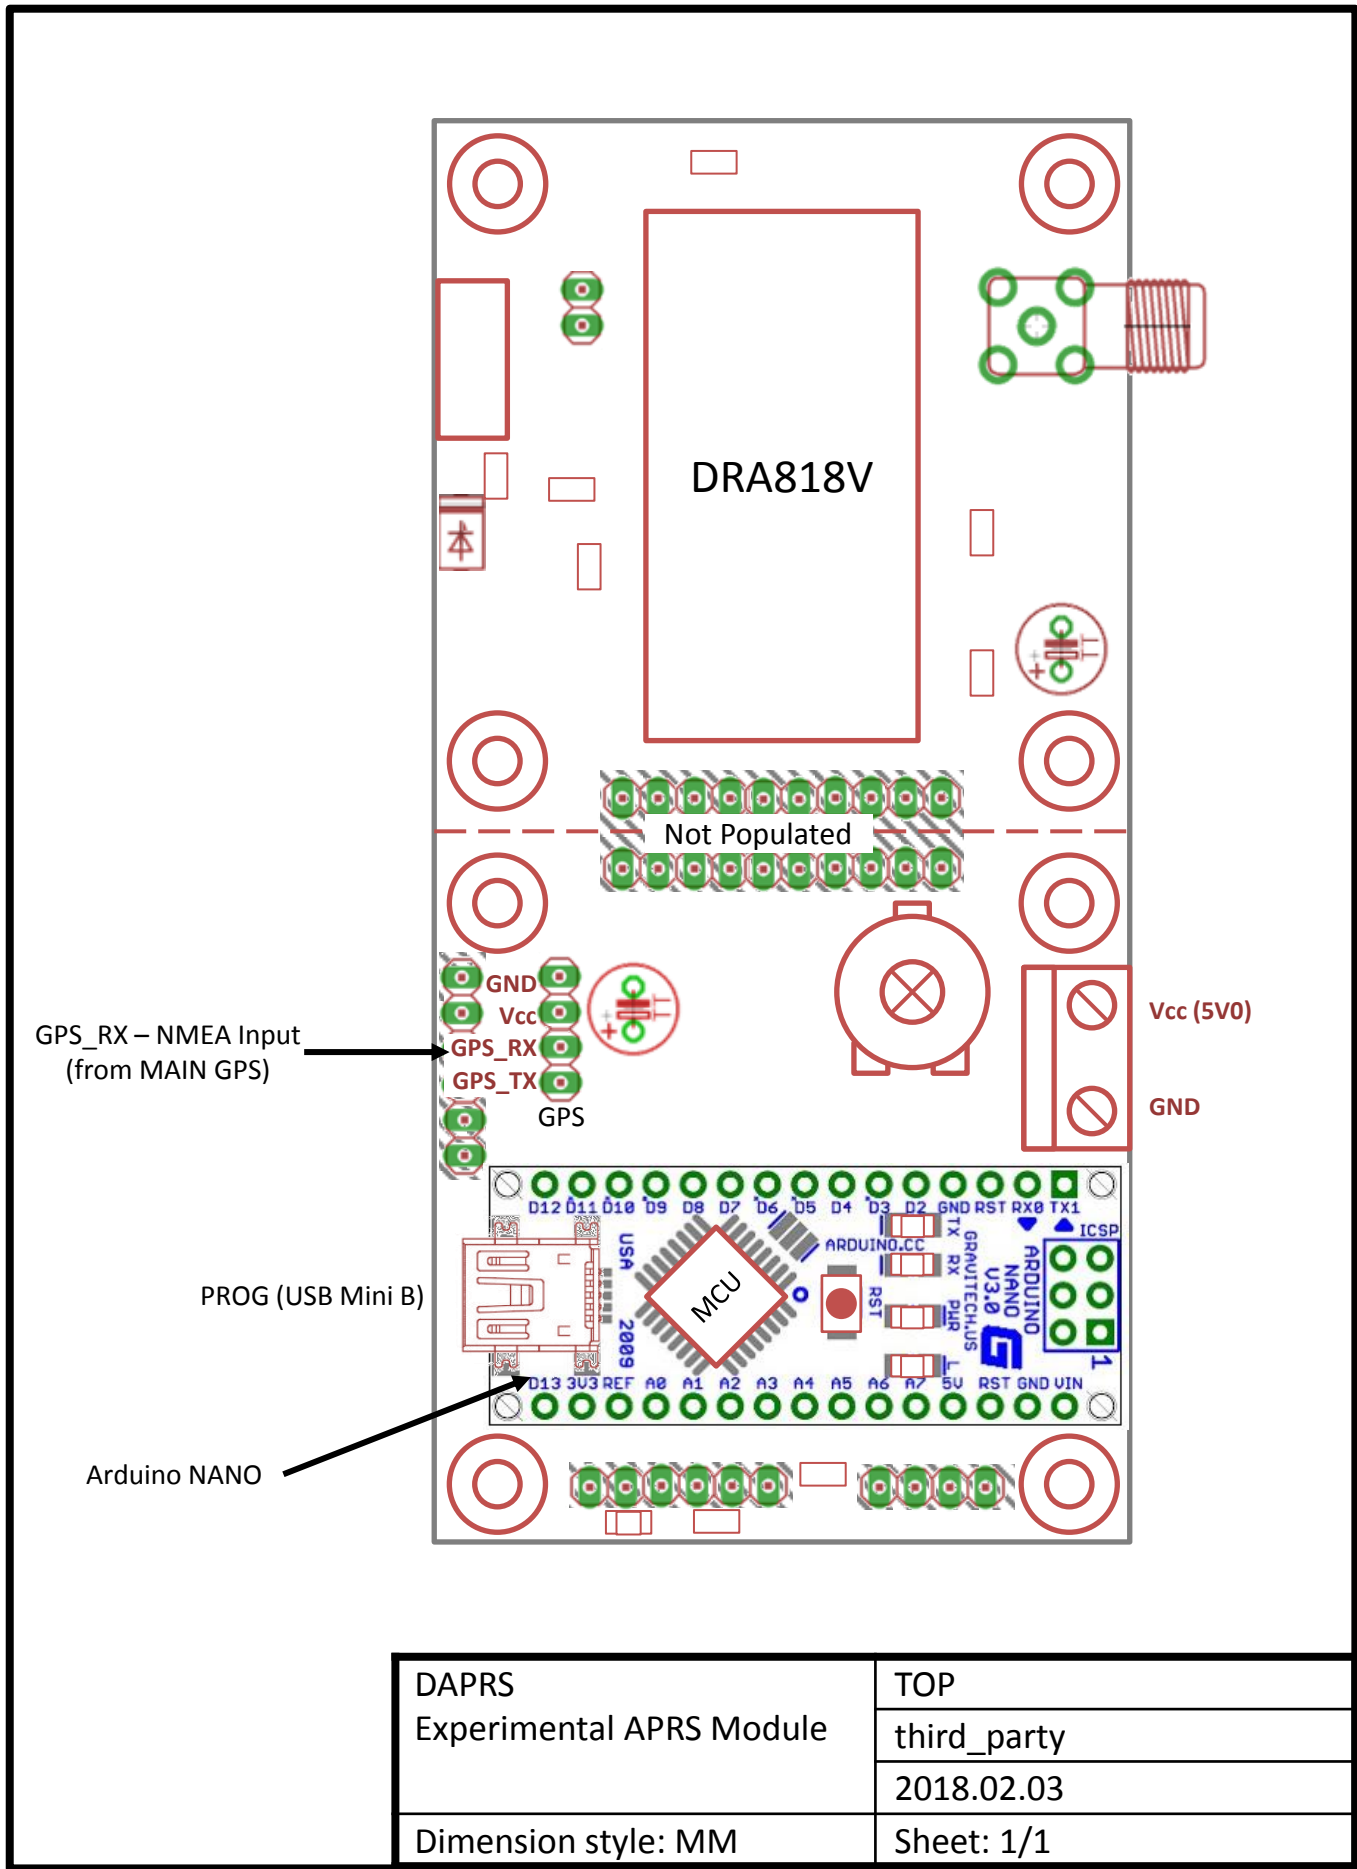 DRA818V
TT
+
Not Populated
GND
Vcc
GPS_RX
GPS_TX
GPS
TT
+
Vcc (5V0)
GND
GPS_RX – NMEA Input
(from MAIN GPS)
D12 D11 D10 D9 D8 D7 D6 D5 D4 D3 D2 GND RST RX0 TX1
ICSP
ARDUINO.CC
USA
2009
MCU
RST
TX
RX
PWR
L
GRAVITECH.US
ARDUINO
NANO
V3.0
G
1
D13 3V3 REF A0 A1 A2 A3 A4 A5 A6 A7 5V RST GND VIN
PROG (USB Mini B)
Arduino NANO
DAPRS
Experimental APRS Module
TOP
third_party
2018.02.03
Dimension style: MM
Sheet: 1/1